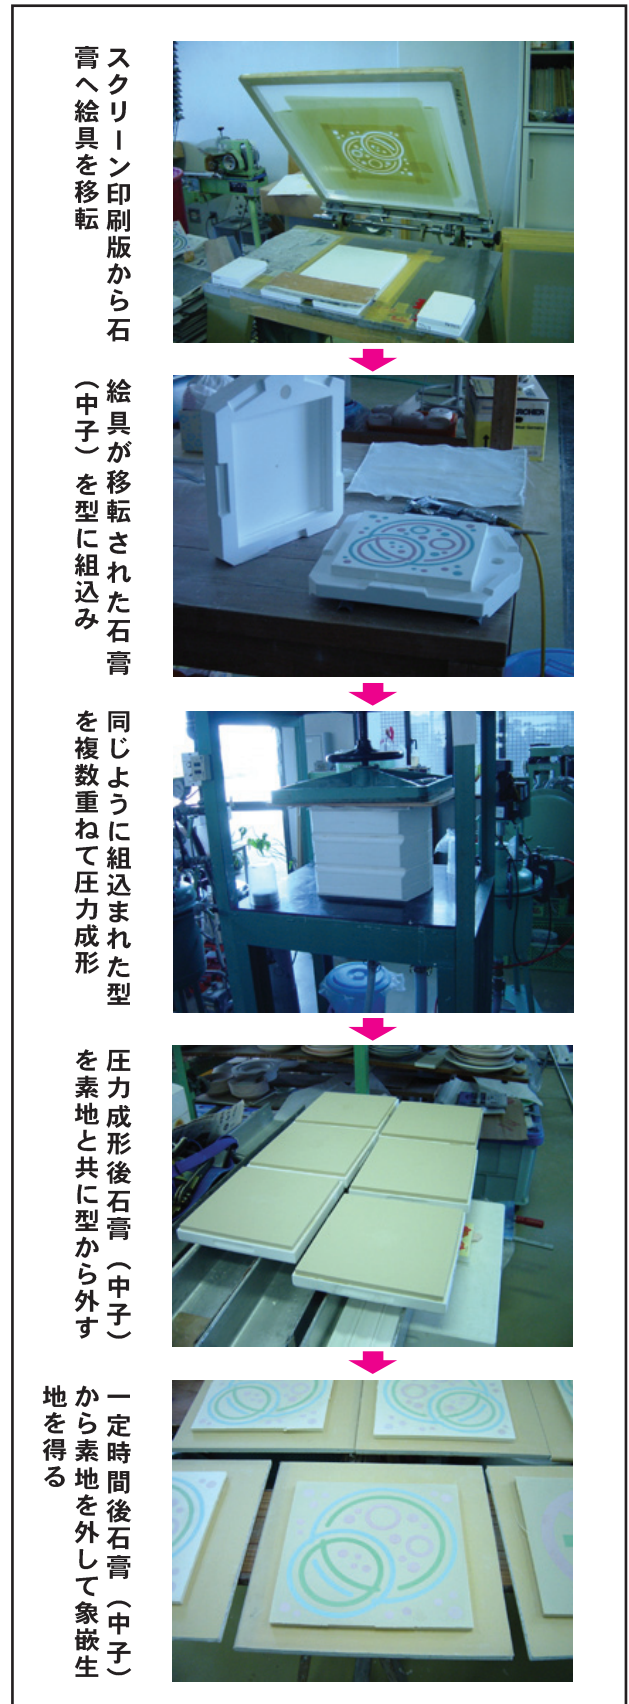 スクリーン印刷版から石
膏へ絵具を移転
絵具が移転された石膏
（中子）を型に組込み
同じように組込まれた型
を複数重ねて圧力成形
圧力成形後石膏（中子）
を素地と共に型から外す
一定時間後石膏（中子）
から素地を外して象嵌生
地を得る